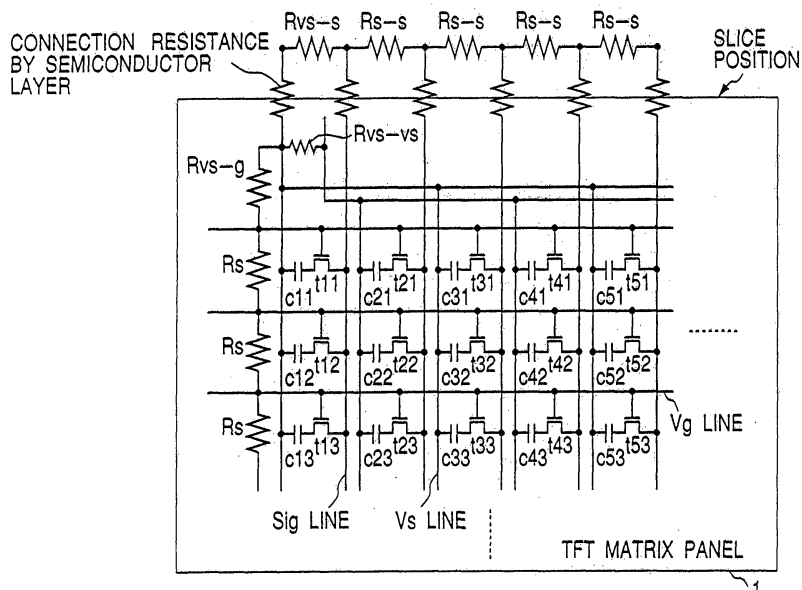 Rvs-s Rs-s Rs-s Rs-s Rs-s
CONNECTION RESISTANCE
BY SEMICONDUCTOR
LAYER
SLICE
POSITION
Rvs-vs
Rvs-g
Rs
t11 t21 t31 t41 t51
c11 c21 c31 c41 c51
Rs
t12 t22 t32 t42 t52
c12 c22 c32 c42 c52
Rs
Vg LINE
t13 t23 t33 t43 t53
c13 c23 c33 c43 c53
Sig LINE Vs LINE
TFT MATRIX PANEL
1